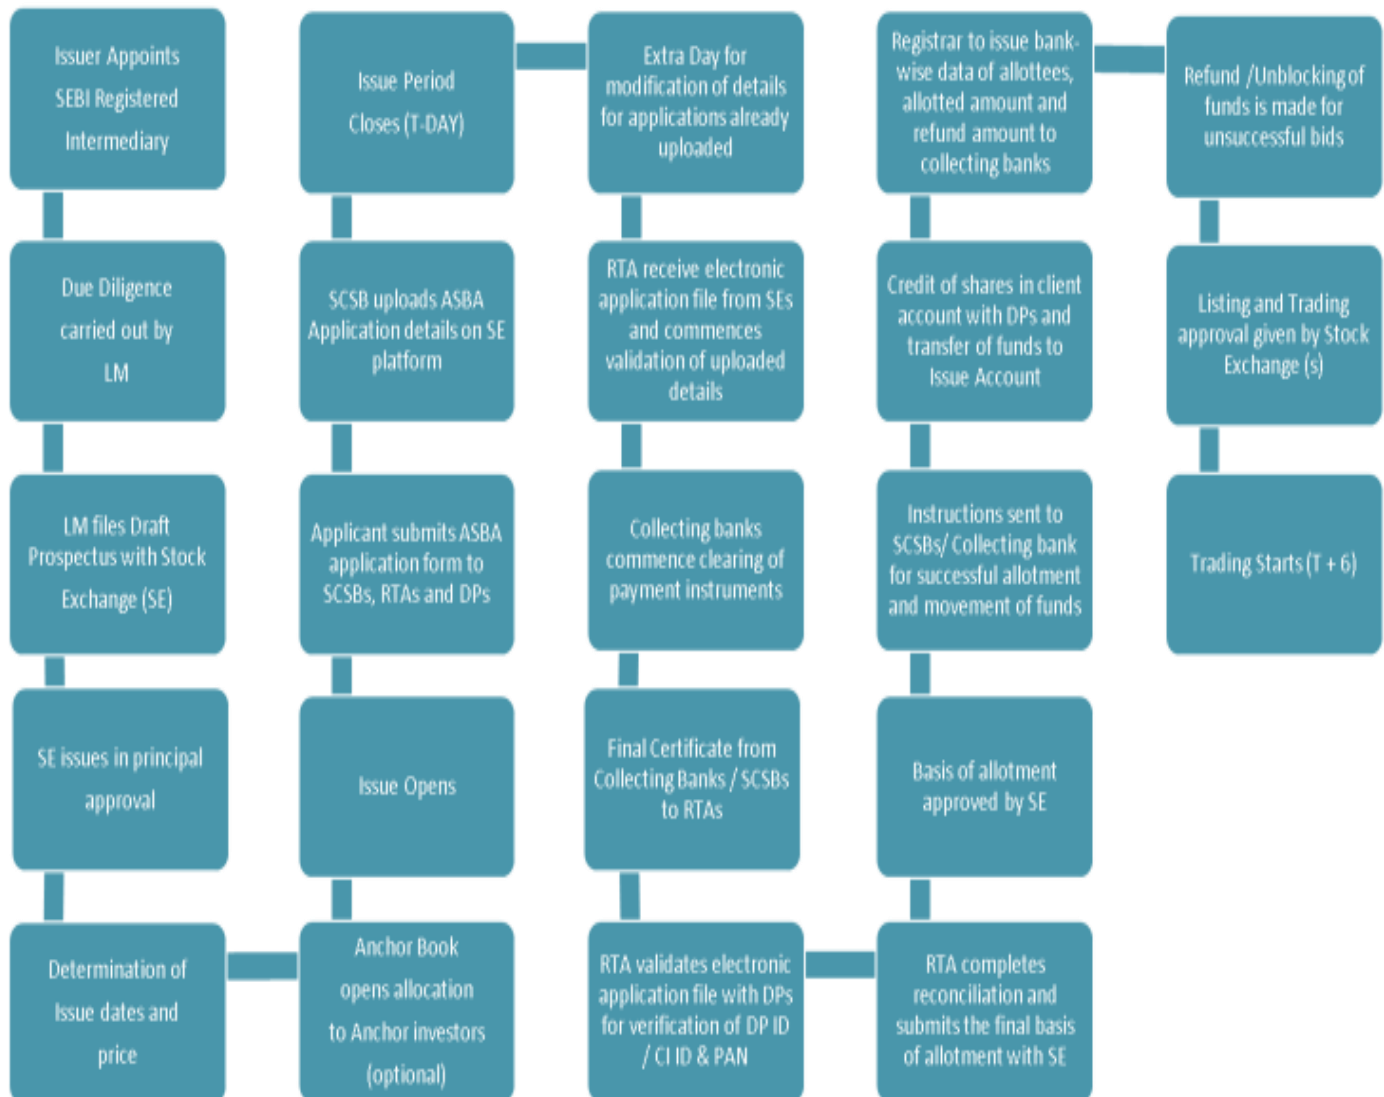 Issuer Appoints
SEBI Registered
Intermediary
Due Diligence
carried out by
LM
LM files Draft
Prospectus with Stock
Exchange (SE)
SE issues in principal
approval
Determination of
Issue dates and
price
Anchor Book
opens allocation
to Anchor investors
(optional)
Issue Opens
Applicant submits ASBA
application form to
SCSBs, RTAs and DPs
SCSB uploads ASBA
Application details on SE
platform
Issue Period
Closes (T-DAY)
Extra Day for
modification of details
for applications already
uploaded
RTA receive electronic
application file from SEs
and commences
validation of uploaded
details
Collecting banks
commence clearing of
payment instruments
Final Certificate from
Collecting Banks / SCSBs
to RTAs
RTA validates electronic
application file with DPs
for verification of DP ID
/ CI ID & PAN
RTA completes
reconciliation and
submits the final basis
of allotment with SE
Basis of allotment
approved by SE
Instructions sent to
SCSBs/ Collecting bank
for successful allotment
and movement of funds
Credit of shares in client
account with DPs and
transfer of funds to
Issue Account
Registrar to issue bank-
wise data of allottees,
allotted amount and
refund amount to
collecting banks
Refund /Unblocking of
funds is made for
unsuccessful bids
Listing and Trading
approval given by Stock
Exchange (s)
Trading Starts (T + 6)